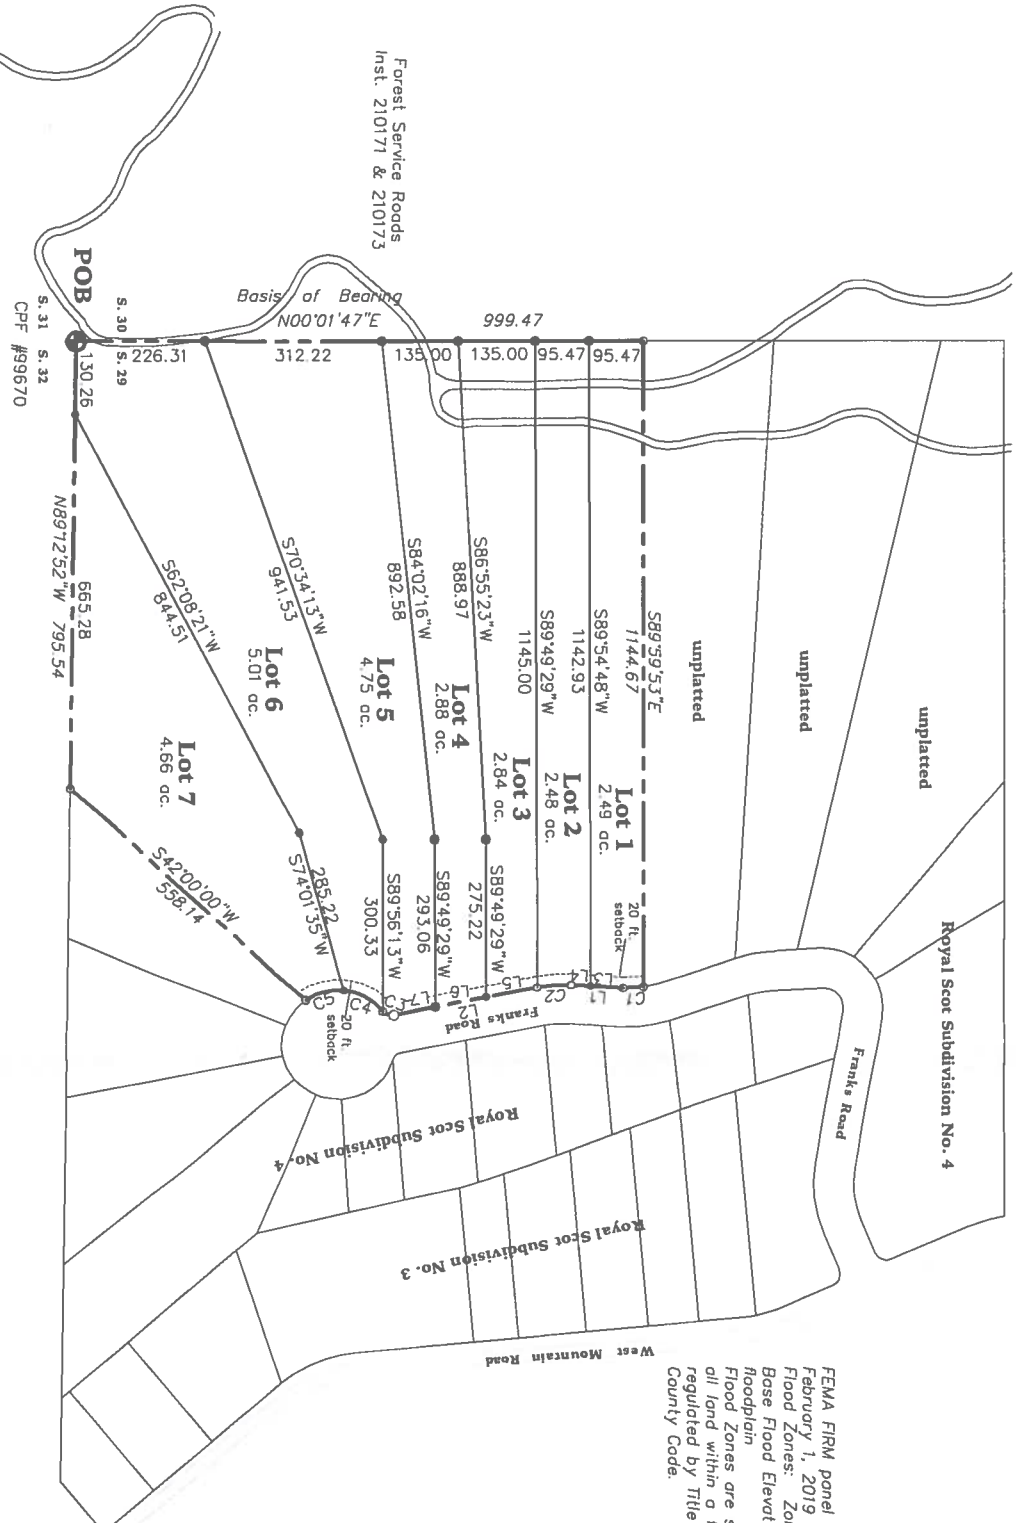 Forest Service Roads
Inst. 210171 & 210173
POB
S. 30
S. 29
S. 31
S. 32
CPF #99670
Basis of Bearing
N00°01'47"E
999.47
226.31
312.22
135.00
135.00
95.47
95.47
130.26
665.28
N89°12'52"W 795.54
S62°08'21"W
844.51
S70°34'13"W
941.53
S84°02'16"W
892.58
S86°55'23"W
888.97
S89°49'29"W
1145.00
S89°54'48"W
1142.93
S89°59'53"E
1144.67
unplatted
unplatted
unplatted
Lot 1
2.49 ac.
Lot 2
2.48 ac.
Lot 3
2.84 ac.
Lot 4
2.88 ac.
Lot 5
4.75 ac.
Lot 6
5.01 ac.
Lot 7
4.66 ac.
S42°00'00"W
558.14
285.22
S74°01'35"W
S89°56'13"W
300.33
S89°49'29"W
293.06
S89°49'29"W
275.22
20 ft.
setback
20 ft.
setback
C1
L1
L3
L4
C2
L5
L2
L6
L7
C3
C4
C5
Franks Road
Franks Road
Royal Scot Subdivision No. 4
Royal Scot Subdivision No. 4
Royal Scot Subdivision No. 3
West Mountain Road
FEMA FIRM panel
February 1, 2019
Flood Zones: Zo
Base Flood Elevat
floodplain
Flood Zones are s
all land within a
regulated by Title
County Code.